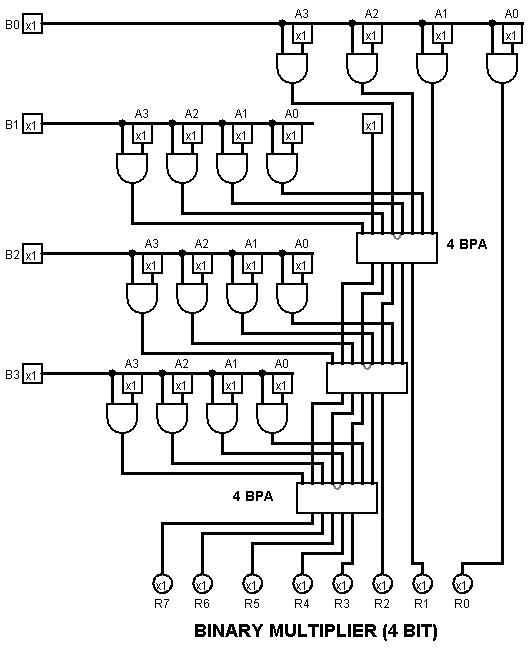 A3 A2 A1 A0
B0 x1 x1 x1 x1 x1
A3 A2 A1 A0
B1 x1 x1 x1 x1 x1 x1
4 BPA
A3 A2 A1 A0
B2 x1 x1 x1 x1 x1
A3 A2 A1 A0
B3 x1 x1 x1 x1 x1
4 BPA
x1 x1 x1 x1 x1 x1 x1 x1
R7 R6 R5 R4 R3 R2 R1 R0
BINARY MULTIPLIER (4 BIT)